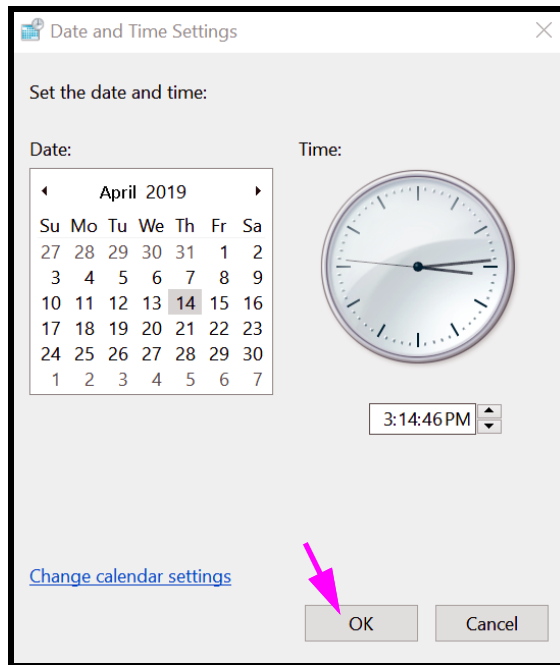 Date and Time Settings
Set the date and time:
Date:
Time:
April 2019
Su Mo Tu We Th Fr Sa
27 28 29 30 31 1 2
3 4 5 6 7 8 9
10 11 12 13 14 15 16
17 18 19 20 21 22 23
24 25 26 27 28 29 30
1 2 3 4 5 6 7
3:14:46 PM
Change calendar settings
OK
Cancel